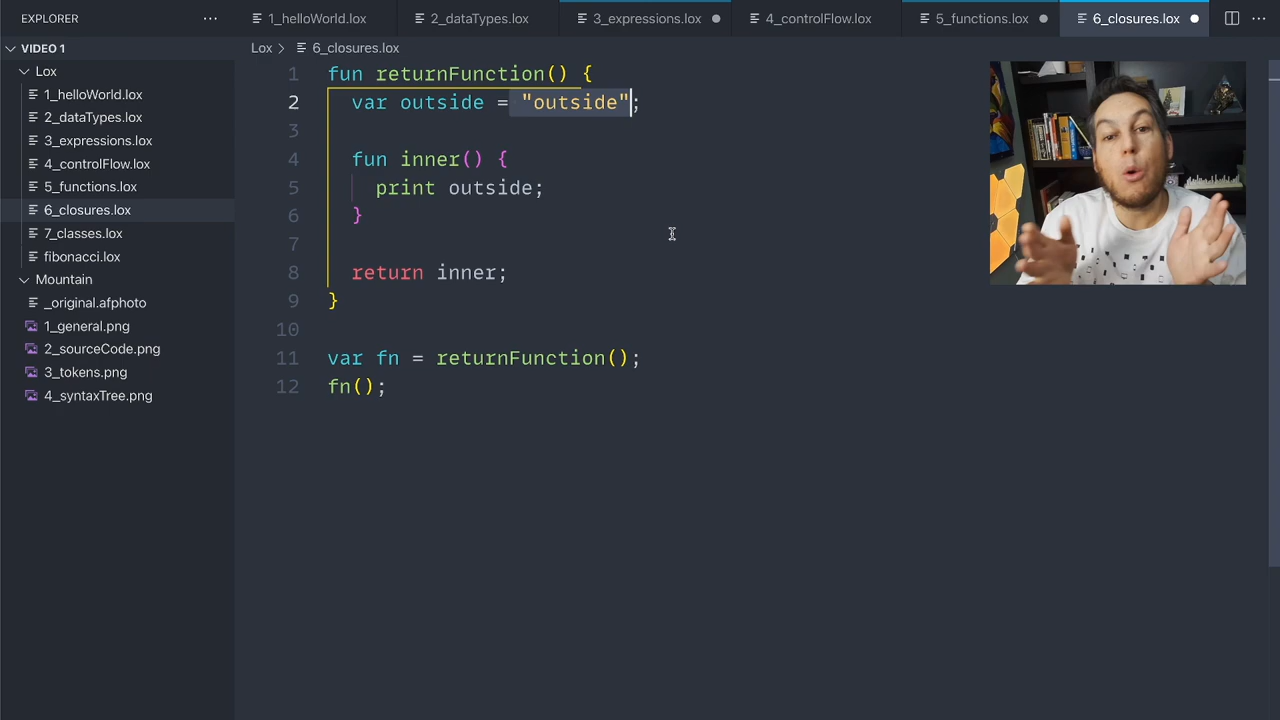 EXPLORER
1_helloWorld.lox
2_dataTypes.lox
3_expressions.lox
4_controlFlow.lox
5_functions.lox
6_closures.lox
VIDEO 1
Lox
1_helloWorld.lox
2_dataTypes.lox
3_expressions.lox
4_controlFlow.lox
5_functions.lox
6_closures.lox
7_classes.lox
fibonacci.lox
Mountain
_original.afphoto
1_general.png
2_sourceCode.png
3_tokens.png
4_syntaxTree.png
Lox > 6_closures.lox
1 fun returnFunction() {
2 var outside = "outside";
3
4 fun inner() {
5 print outside;
6 }
7
8 return inner;
9 }
10
11 var fn = returnFunction();
12 fn();